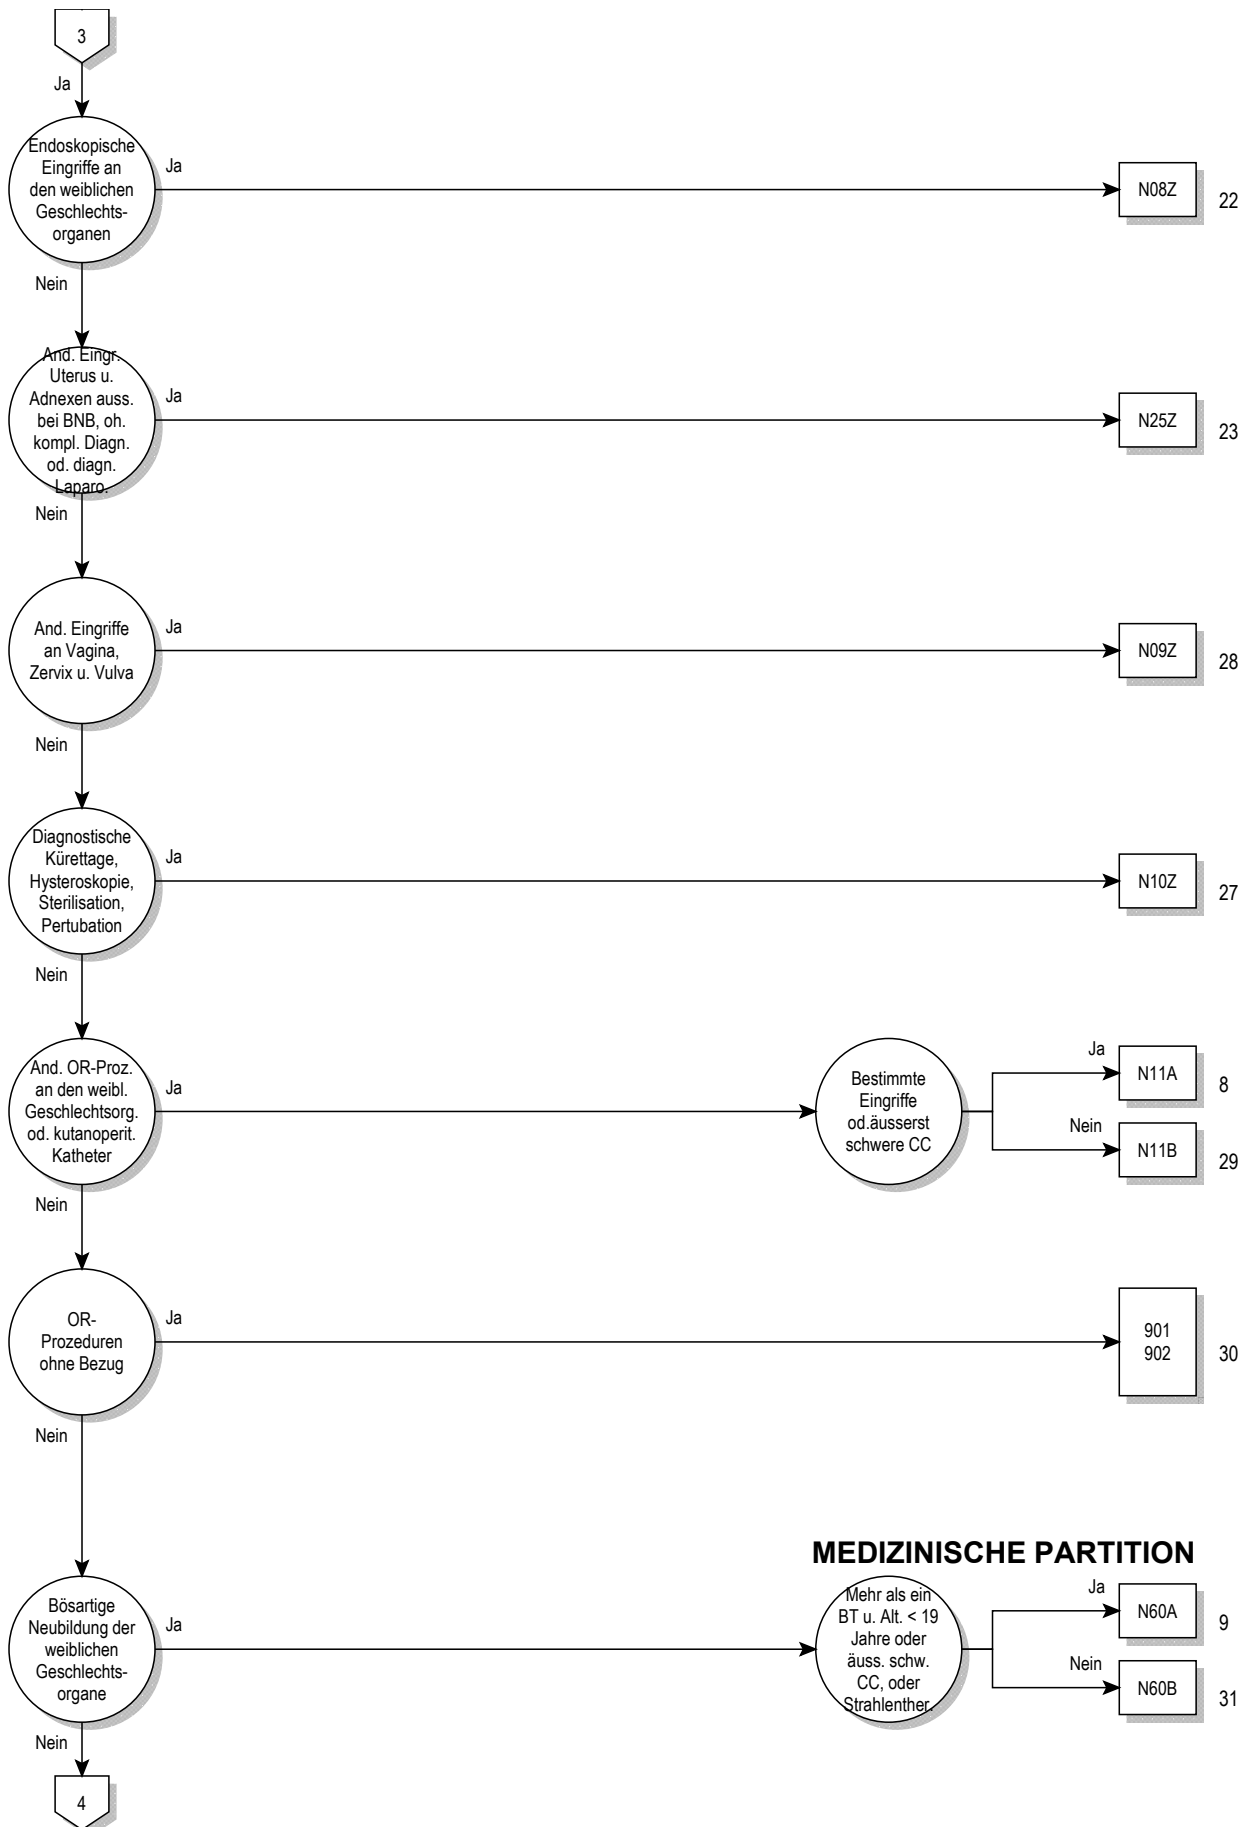 3
Ja
Endoskopische
Eingriffe an
den weiblichen
Geschlechts-
organen
Ja
N08Z
22
Nein
And. Eingr.
Uterus u.
Adnexen auss.
bei BNB, oh.
kompl. Diagn.
od. diagn.
Laparo.
Ja
N25Z
23
Nein
And. Eingriffe
an Vagina,
Zervix u. Vulva
Ja
N09Z
28
Nein
Diagnostische
Kürettage,
Hysteroskopie,
Sterilisation,
Pertubation
Ja
N10Z
27
Nein
And. OR-Proz.
an den weibl.
Geschlechtsorg.
od. kutanoperit.
Katheter
Ja
Bestimmte
Eingriffe
od.äusserst
schwere CC
Ja
N11A
8
Nein
N11B
29
Nein
OR-
Prozeduren
ohne Bezug
Ja
901
902
30
Nein
MEDIZINISCHE PARTITION
Bösartige
Neubildung der
weiblichen
Geschlechts-
organe
Ja
Mehr als ein
BT u. Alt. < 19
Jahre oder
äuss. schw.
CC, oder
Strahlenther.
Ja
N60A
9
Nein
N60B
31
Nein
4